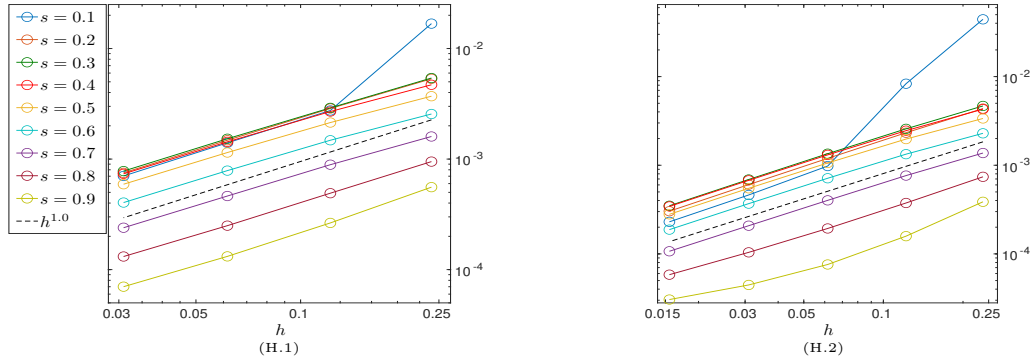 s = 0.1
s = 0.2
s = 0.3
s = 0.4
s = 0.5
s = 0.6
s = 0.7
s = 0.8
s = 0.9
h^{1.0}
10^{-2}
10^{-3}
10^{-4}
0.03 0.05 0.1 0.25
h
(H.1)
10^{-2}
10^{-3}
10^{-4}
0.015 0.03 0.05 0.1 0.25
h
(H.2)